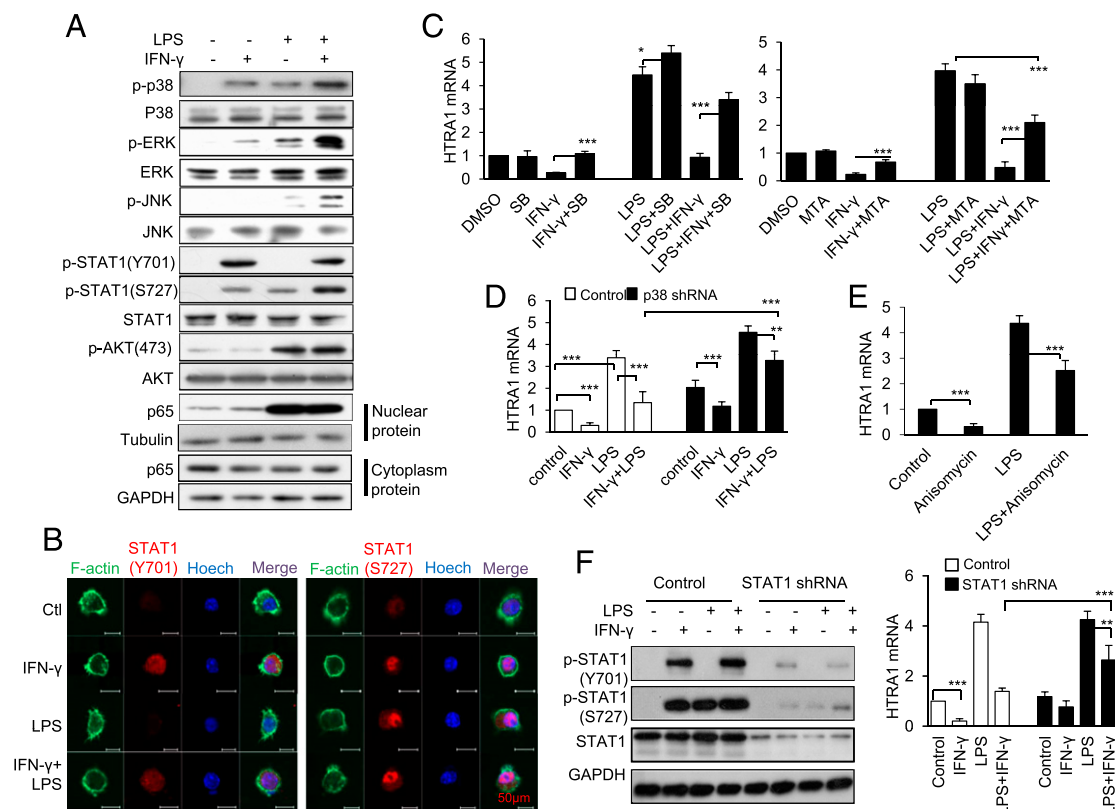 A
LPS - - + +
IFN-γ - + - +
p-p38
P38
p-ERK
ERK
p-JNK
JNK
p-STAT1(Y701)
p-STAT1(S727)
STAT1
p-AKT(473)
AKT
p65
Tubulin
Nuclear
protein
p65
GAPDH
Cytoplasm
protein
B
STAT1
(Y701)
F-actin Hoech Merge
STAT1
(S727)
F-actin Hoech Merge
Ctl
IFN-γ
LPS
IFN-γ+
LPS
50μm
C
HTRA1 mRNA
6
5
4
3
2
1
0
*
***
***
DMSO
SB
IFN-γ
IFN-γ+SB
LPS
LPS+SB
LPS+IFN-γ
LPS+IFNγ+SB
HTRA1 mRNA
5
4
3
2
1
0
***
***
***
DMSO
MTA
IFN-γ
IFN-γ+MTA
LPS
LPS+MTA
LPS+IFN-γ
LPS+IFNγ+MTA
D
Control p38 shRNA
HTRA1 mRNA
6
5
4
3
2
1
0
***
***
***
***
**
***
control
IFN-γ
LPS
IFN-γ+LPS
control
IFN-γ
LPS
IFN-γ+LPS
E
HTRA1 mRNA
5
4
3
2
1
0
***
***
Control
Anisomycin
LPS
LPS+Anisomycin
F
Control STAT1 shRNA
LPS - - + + - - + +
IFN-γ - + - + - + - +
p-STAT1
(Y701)
p-STAT1
(S727)
STAT1
GAPDH
Control
STAT1 shRNA
HTRA1 mRNA
6
4
2
0
***
***
**
Control
IFN-γ
LPS
LPS+IFN-γ
Control
IFN-γ
LPS
LPS+IFN-γ